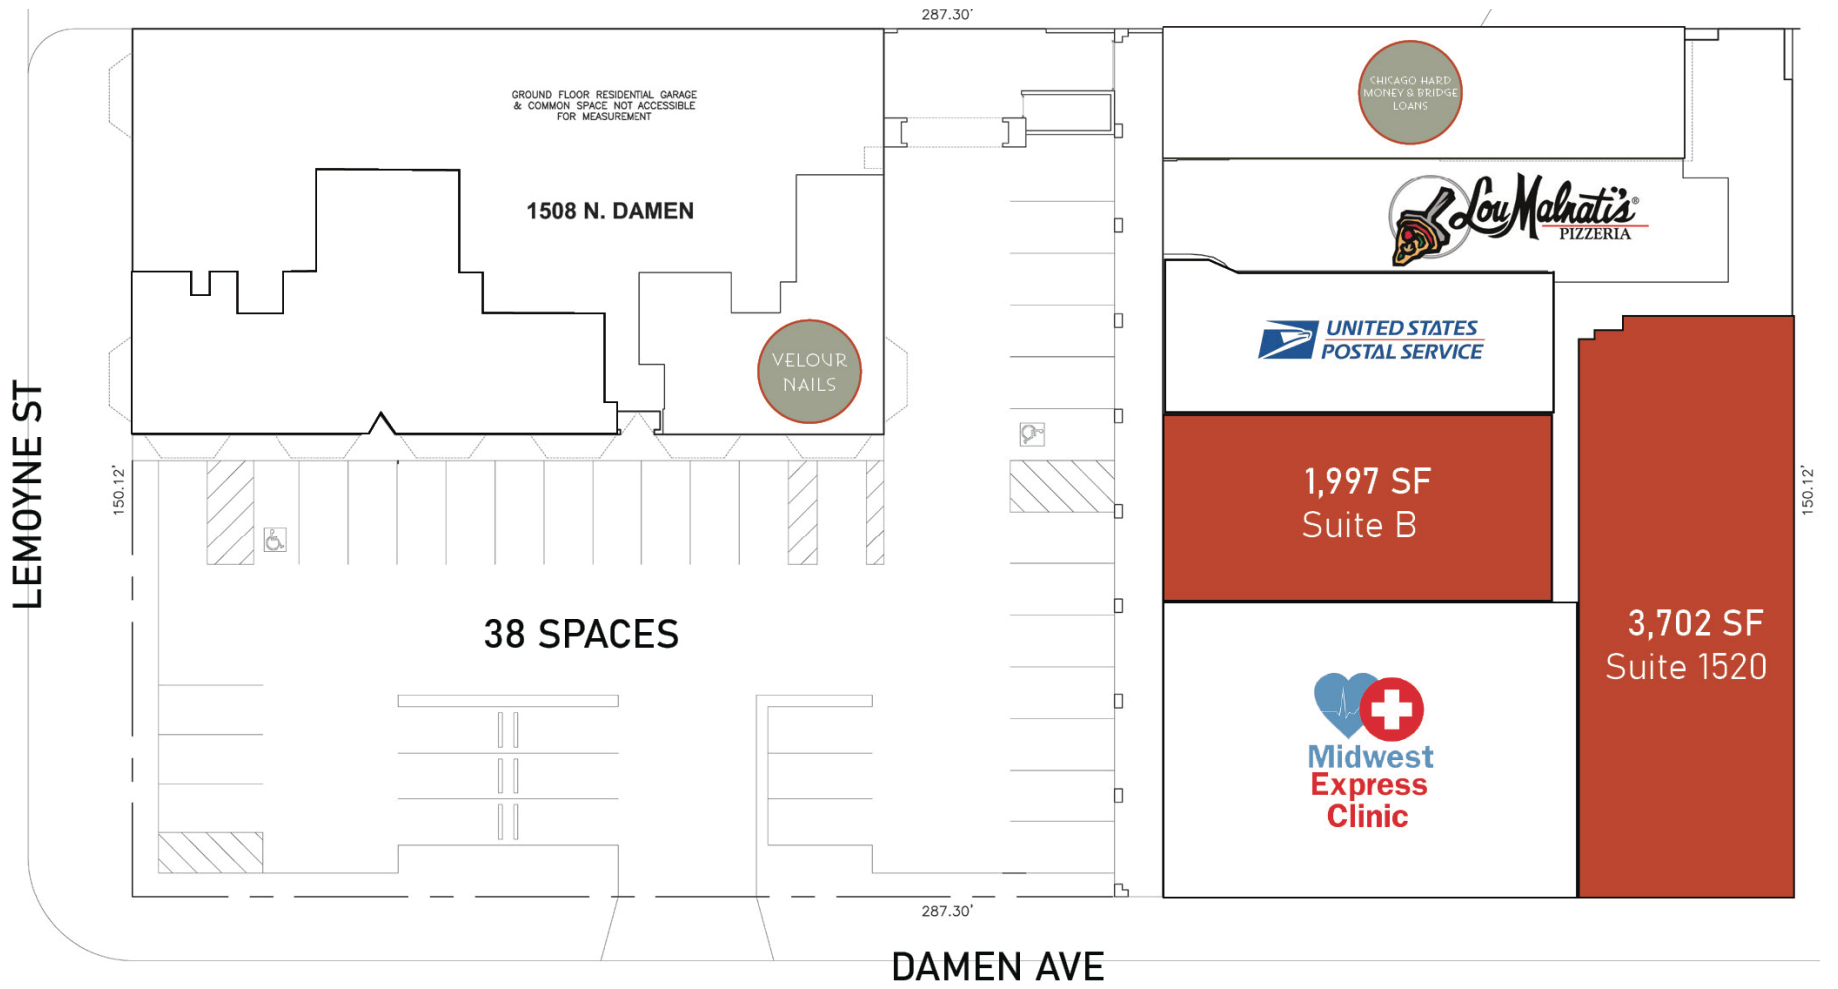 287.30'
GROUND FLOOR RESIDENTIAL GARAGE
& COMMON SPACE NOT ACCESSIBLE
FOR MEASUREMENT
CHICAGO HARD
MONEY & BRIDGE
LOANS
1508 N. DAMEN
Lou Malnati's®
PIZZERIA
UNITED STATES
POSTAL SERVICE
VELOUR
NAILS
LEMOYNE ST
150.12'
1,997 SF
Suite B
150.12'
38 SPACES
3,702 SF
Suite 1520
Midwest
Express
Clinic
287.30'
DAMEN AVE